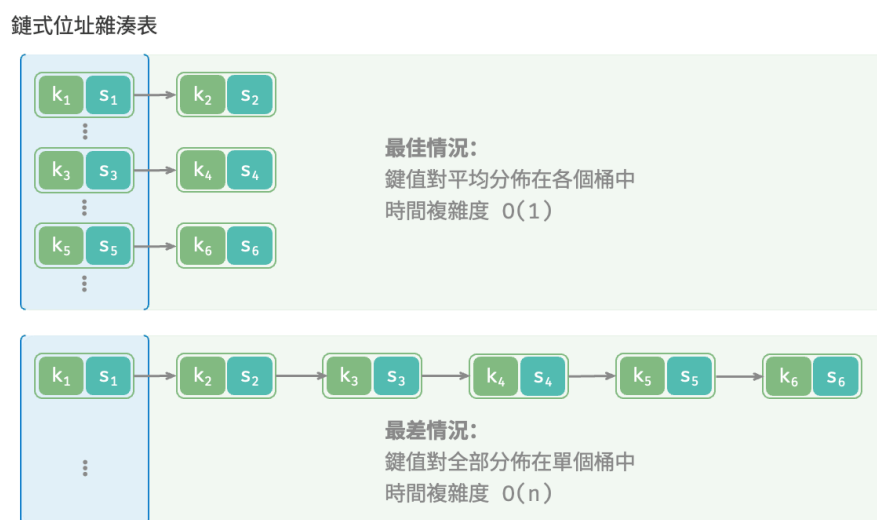 鏈式位址雜湊表
k₁ s₁ k₂ s₂
k₃ s₃ k₄ s₄
k₅ s₅ k₆ s₆
最佳情況：
鍵值對平均分佈在各個桶中
時間複雜度 O(1)
k₁ s₁ k₂ s₂ k₃ s₃ k₄ s₄ k₅ s₅ k₆ s₆
最差情況：
鍵值對全部分佈在單個桶中
時間複雜度 O(n)